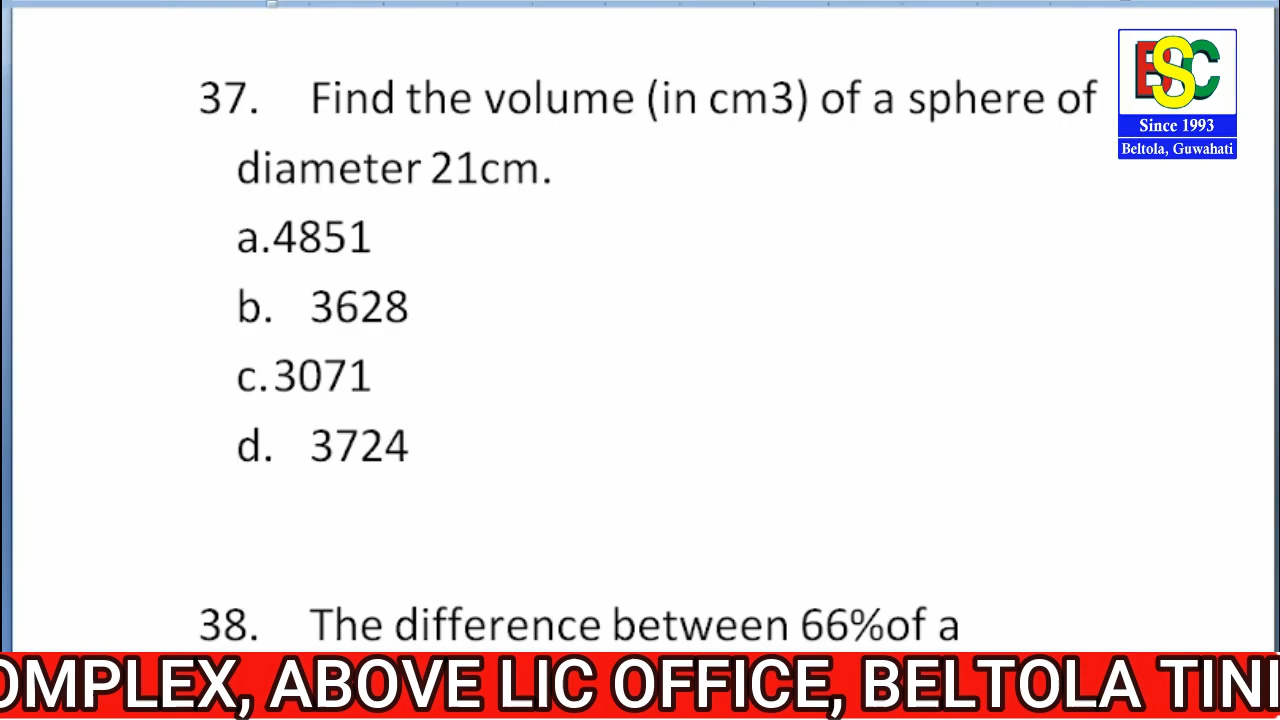 37. Find the volume (in cm3) of a sphere of
diameter 21cm.
a.4851
b. 3628
c.3071
d. 3724
38. The difference between 66%of a
ESC
Since 1993
Beltola, Guwahati
OMPLEX, ABOVE LIC OFFICE, BELTOLA TINI